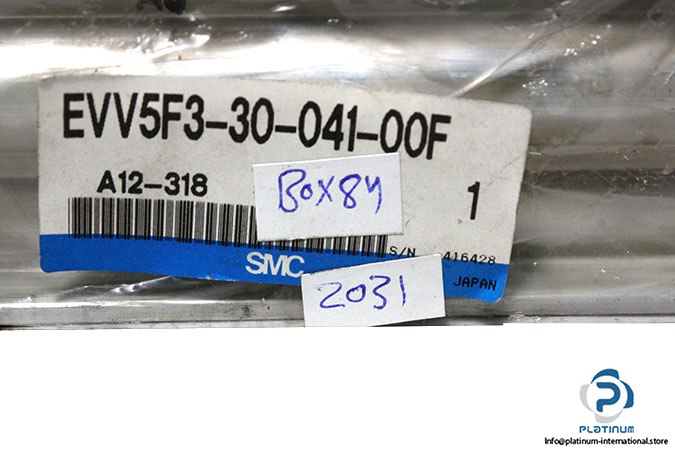 EVV5F3-30-041-00F
A12-318
BOX84
1
S/N 416428
SMC
JAPAN
2031
PLATINUM
Info@platinum-international.store